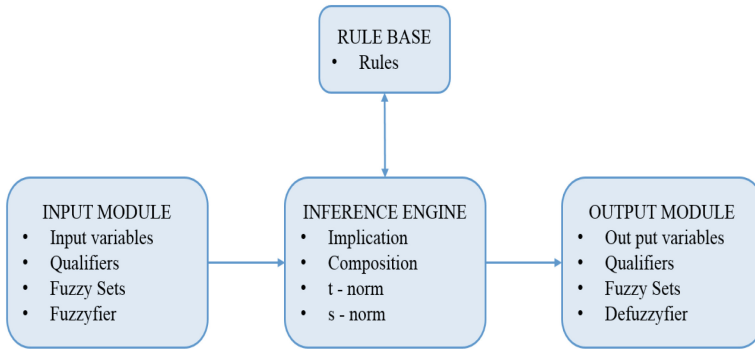 RULE BASE
• Rules
INPUT MODULE
• Input variables
• Qualifiers
• Fuzzy Sets
• Fuzzyfier
INFERENCE ENGINE
• Implication
• Composition
• t - norm
• s - norm
OUTPUT MODULE
• Out put variables
• Qualifiers
• Fuzzy Sets
• Defuzzyfier